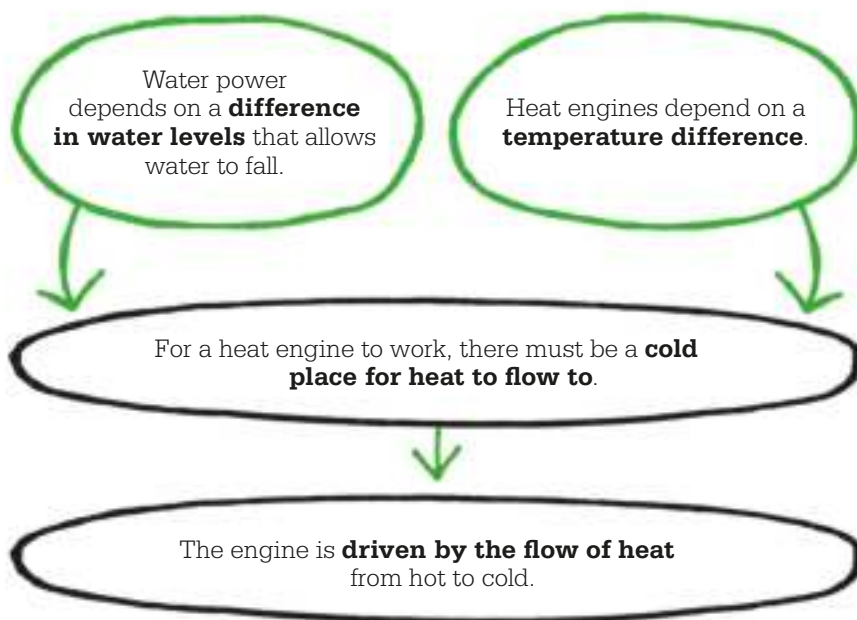 Water power
depends on a difference
in water levels that allows
water to fall.
Heat engines depend on a
temperature difference.
For a heat engine to work, there must be a cold
place for heat to flow to.
The engine is driven by the flow of heat
from hot to cold.